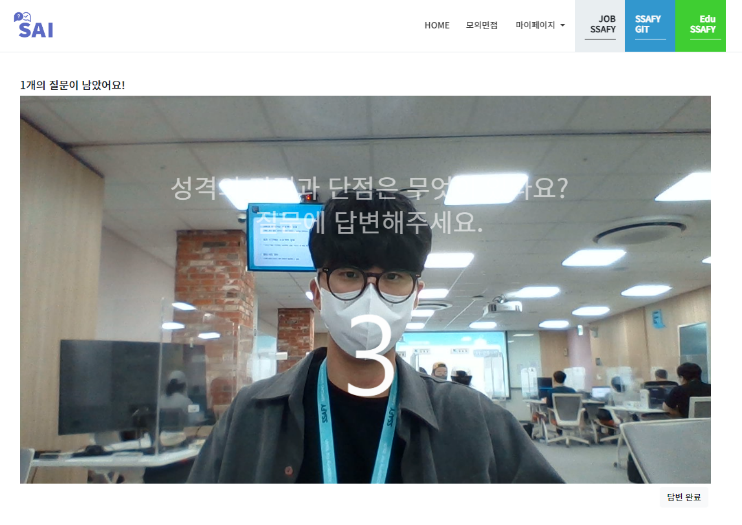 SAI
HOME 모의면접 마이페이지
JOB
SSAFY
SSAFY
GIT
Edu
SSAFY
1개의 질문이 남았어요!
성격의 장점과 단점은 무엇인가요?
질문에 답변해주세요.
3
SSAFY
SSAFY
답변 완료